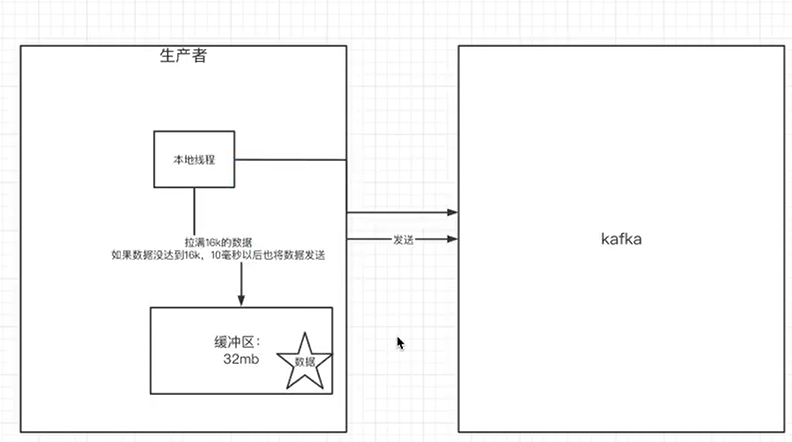 生产者
本地线程
拉满16k的数据
如果数据没达到16k，10毫秒以后也将数据发送
发送
kafka
缓冲区：
32mb
数据